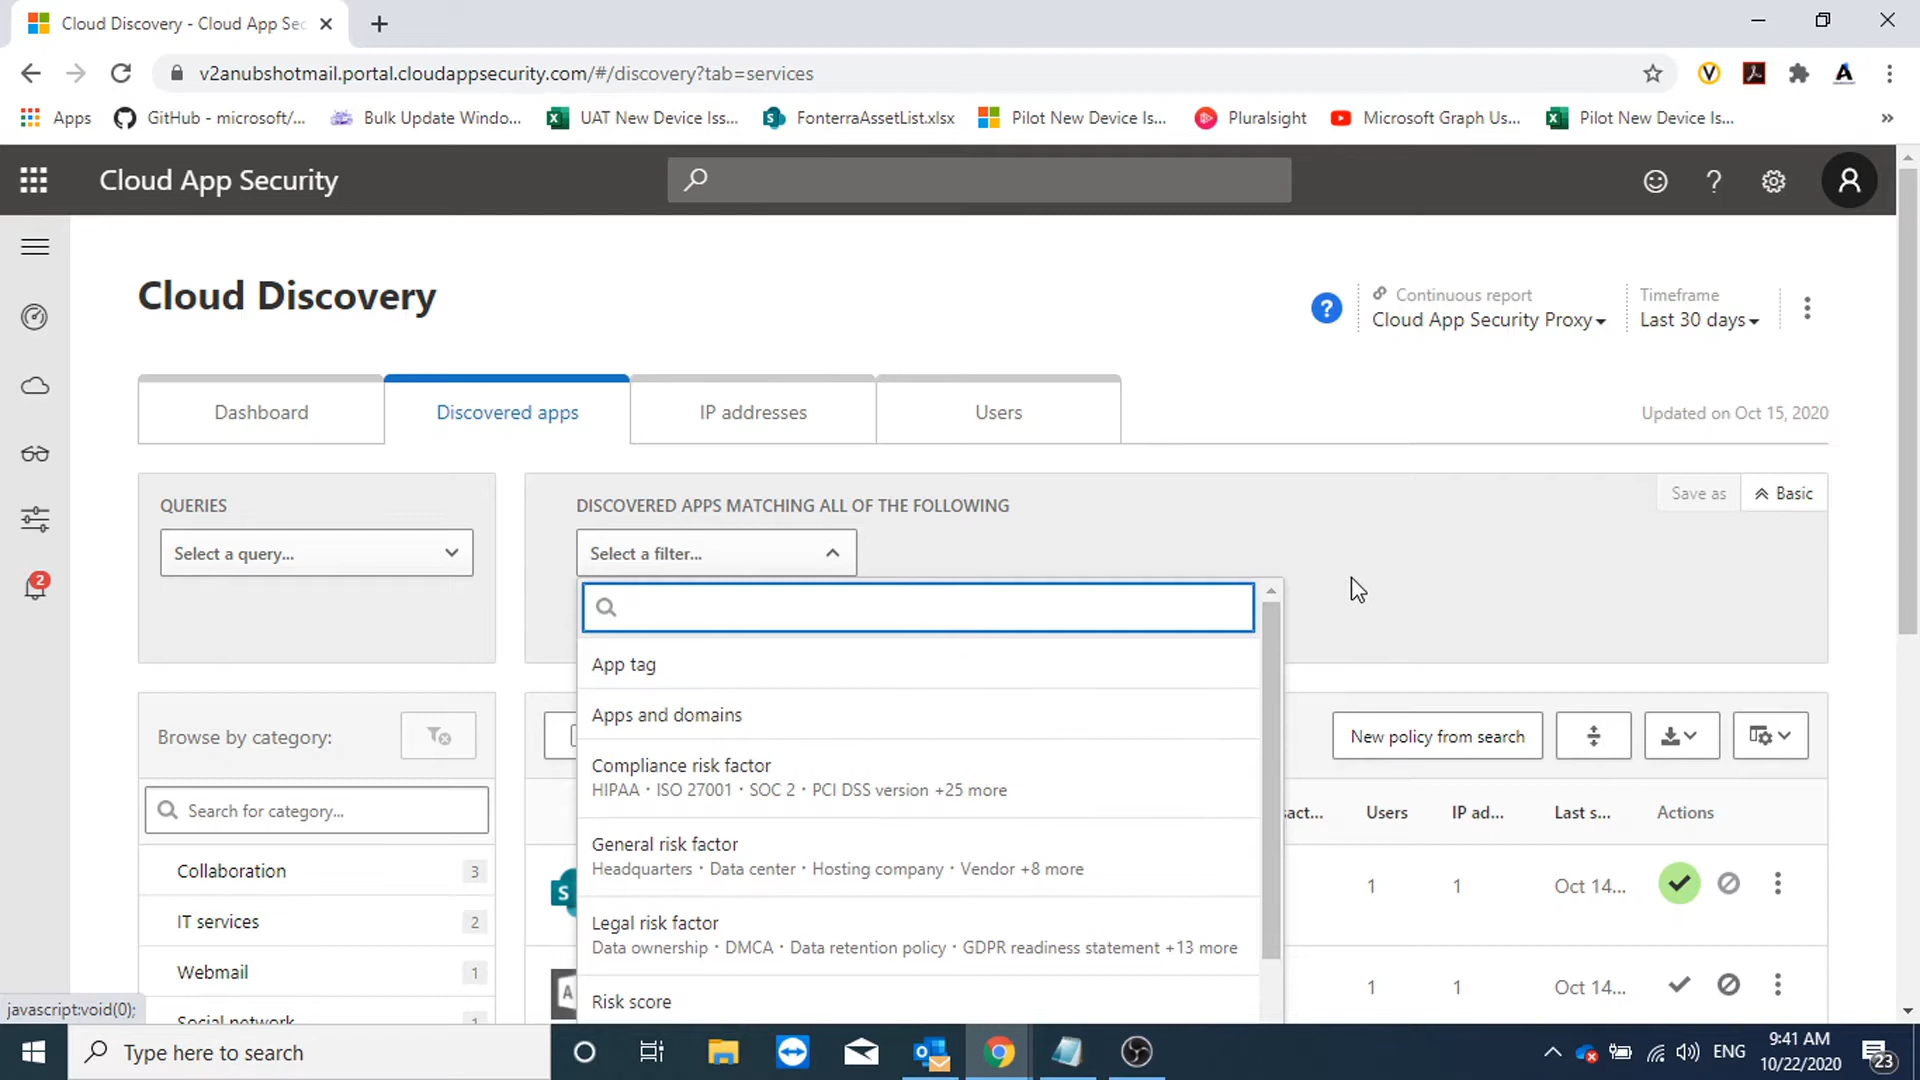 Cloud Discovery - Cloud App Sec
v2anubshotmail.portal.cloudappsecurity.com/#/discovery?tab=services
Apps
GitHub - microsoft/...
Bulk Update Windo...
UAT New Device Iss...
FonterraAssetList.xlsx
Pilot New Device Is...
Pluralsight
Microsoft Graph Us...
Pilot New Device Is...
»
Cloud App Security
Cloud Discovery
?
Continuous report
Cloud App Security Proxy
Timeframe
Last 30 days
Dashboard
Discovered apps
IP addresses
Users
Updated on Oct 15, 2020
QUERIES
Select a query...
DISCOVERED APPS MATCHING ALL OF THE FOLLOWING
Select a filter...
Save as
Basic
2
App tag
Apps and domains
Compliance risk factor
HIPAA · ISO 27001 · SOC 2 · PCI DSS version +25 more
General risk factor
Headquarters · Data center · Hosting company · Vendor +8 more
Legal risk factor
Data ownership · DMCA · Data retention policy · GDPR readiness statement +13 more
Risk score
Browse by category:
Search for category...
Collaboration 3
IT services 2
Webmail 1
Social network 1
New policy from search
sact... Users IP ad... Last s... Actions
S 1 1 Oct 14...
A 1 1 Oct 14...
javascript:void(0);
Type here to search
ENG
9:41 AM
10/22/2020
23